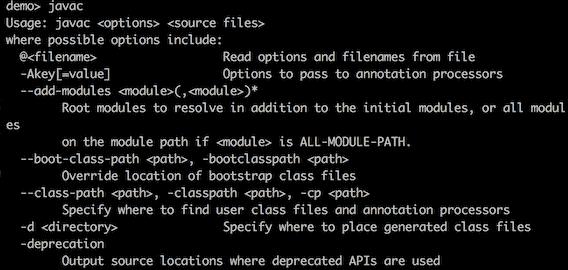 demo> javac
Usage: javac <options> <source files>
where possible options include:
  @<filename>                  Read options and filenames from file
  -Akey[=value]                Options to pass to annotation processors
  --add-modules <module>(,<module>)*
        Root modules to resolve in addition to the initial modules, or all modul
es
        on the module path if <module> is ALL-MODULE-PATH.
  --boot-class-path <path>, -bootclasspath <path>
        Override location of bootstrap class files
  --class-path <path>, -classpath <path>, -cp <path>
        Specify where to find user class files and annotation processors
  -d <directory>               Specify where to place generated class files
  -deprecation
        Output source locations where deprecated APIs are used